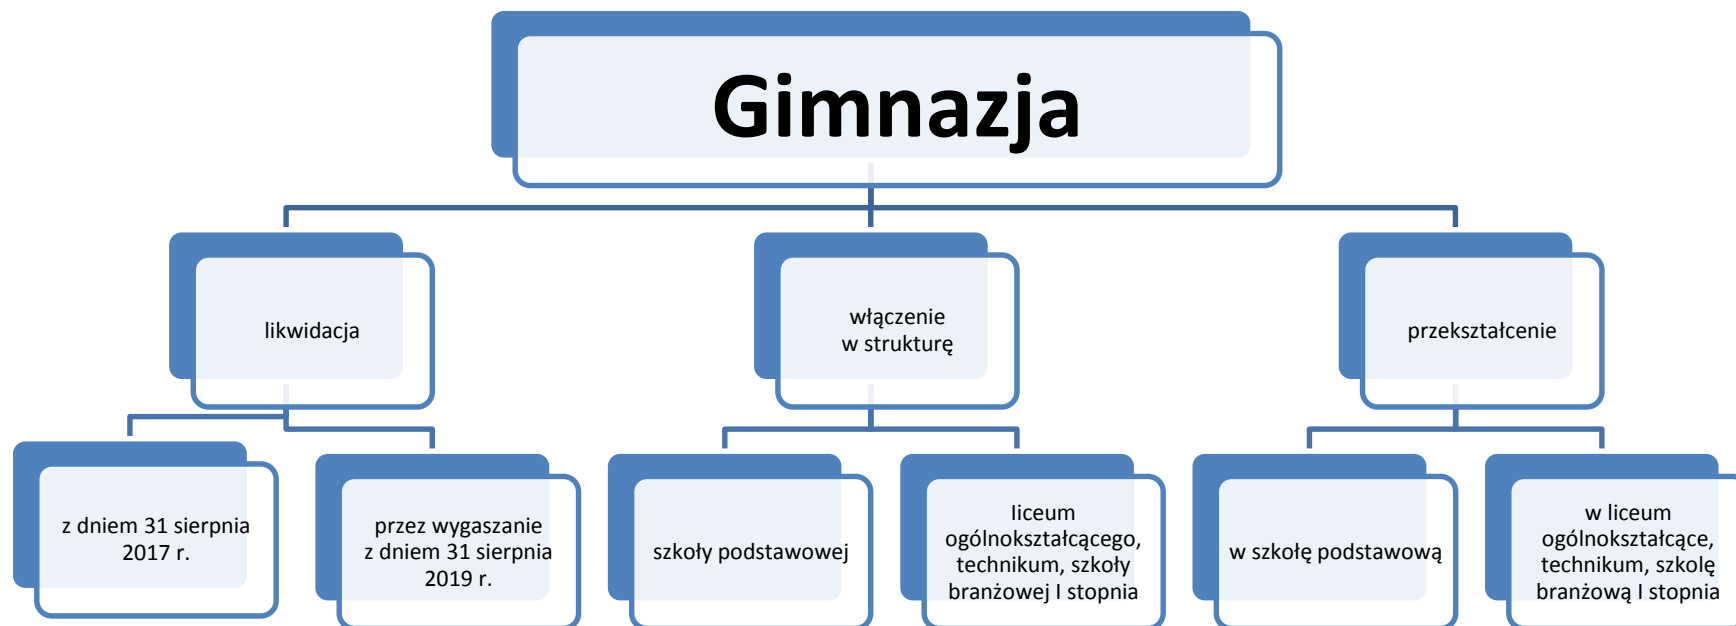 Gimnazja
likwidacja
włączenie
w strukturę
przekształcenie
z dniem 31 sierpnia
2017 r.
przez wygaszanie
z dniem 31 sierpnia
2019 r.
szkoły podstawowej
liceum
ogólnokształcącego,
technikum, szkoły
branżowej I stopnia
w szkołę podstawową
w liceum
ogólnokształcące,
technikum, szkolę
branżową I stopnia